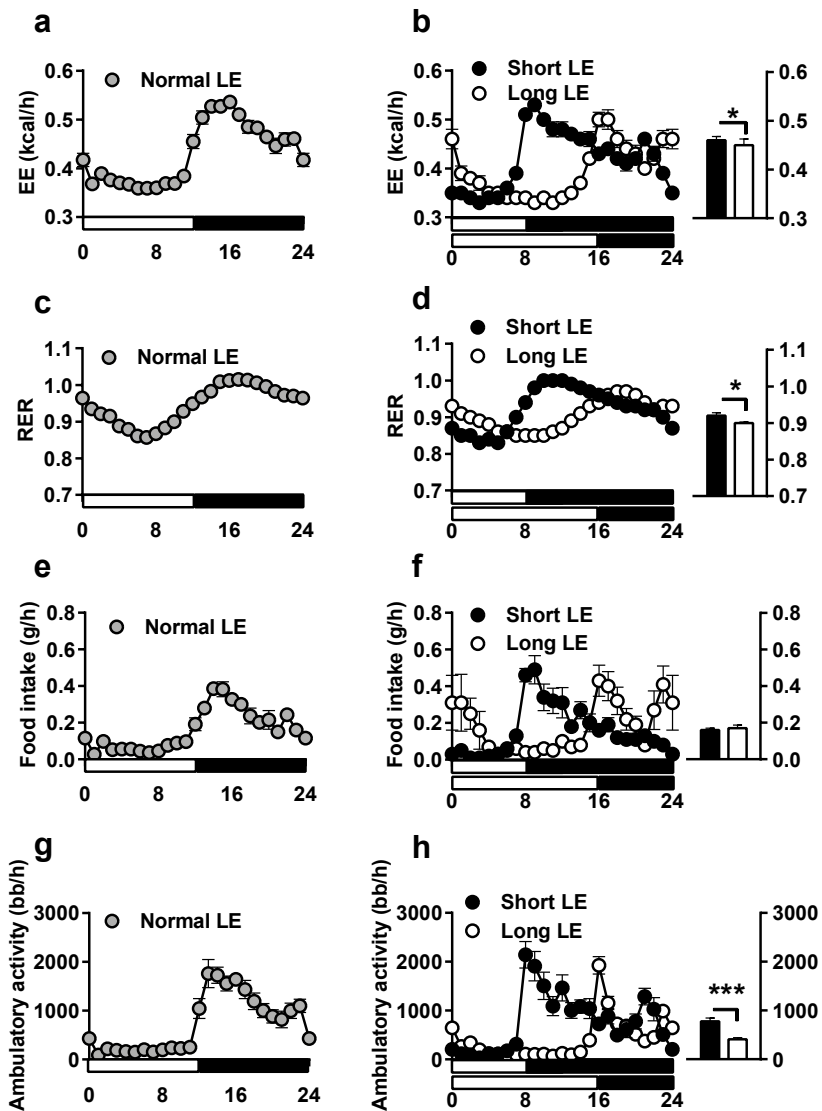 a
Normal LE
EE (kcal/h)
0.6
0.5
0.4
0.3
0 8 16 24
b
Short LE
Long LE
EE (kcal/h)
0.6
0.5
0.4
0.3
0 8 16 24
*
0.6
0.5
0.4
0.3
c
Normal LE
RER
1.1
1.0
0.9
0.8
0.7
0 8 16 24
d
Short LE
Long LE
RER
1.1
1.0
0.9
0.8
0.7
0 8 16 24
*
1.1
1.0
0.9
0.8
0.7
e
Normal LE
Food intake (g/h)
0.8
0.6
0.4
0.2
0.0
0 8 16 24
f
Short LE
Long LE
Food intake (g/h)
0.8
0.6
0.4
0.2
0.0
0 8 16 24
0.8
0.6
0.4
0.2
0.0
g
Normal LE
Ambulatory activity (bb/h)
3000
2000
1000
0
0 8 16 24
h
Short LE
Long LE
Ambulatory activity (bb/h)
3000
2000
1000
0
0 8 16 24
***
3000
2000
1000
0